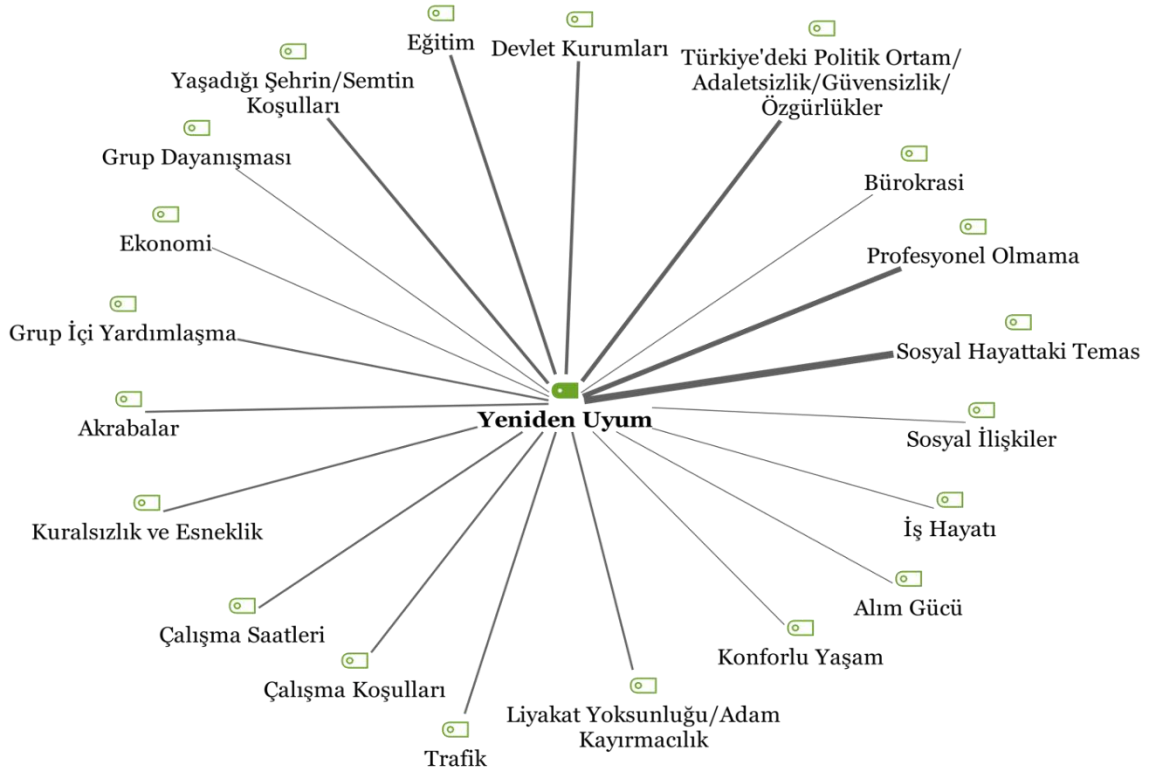 Eğitim
Devlet Kurumları
Türkiye'deki Politik Ortam/
Adaletsizlik/Güvensizlik/
Özgürlükler
Yaşadığı Şehrin/Semtin
Koşulları
Grup Dayanışması
Bürokrasi
Ekonomi
Profesyonel Olmama
Grup İçi Yardımlaşma
Sosyal Hayattaki Temas
Akrabalar
Yeniden Uyum
Sosyal İlişkiler
Kuralsızlık ve Esneklik
İş Hayatı
Çalışma Saatleri
Alım Gücü
Çalışma Koşulları
Konforlu Yaşam
Trafik
Liyakat Yoksunluğu/Adam
Kayırmacılık